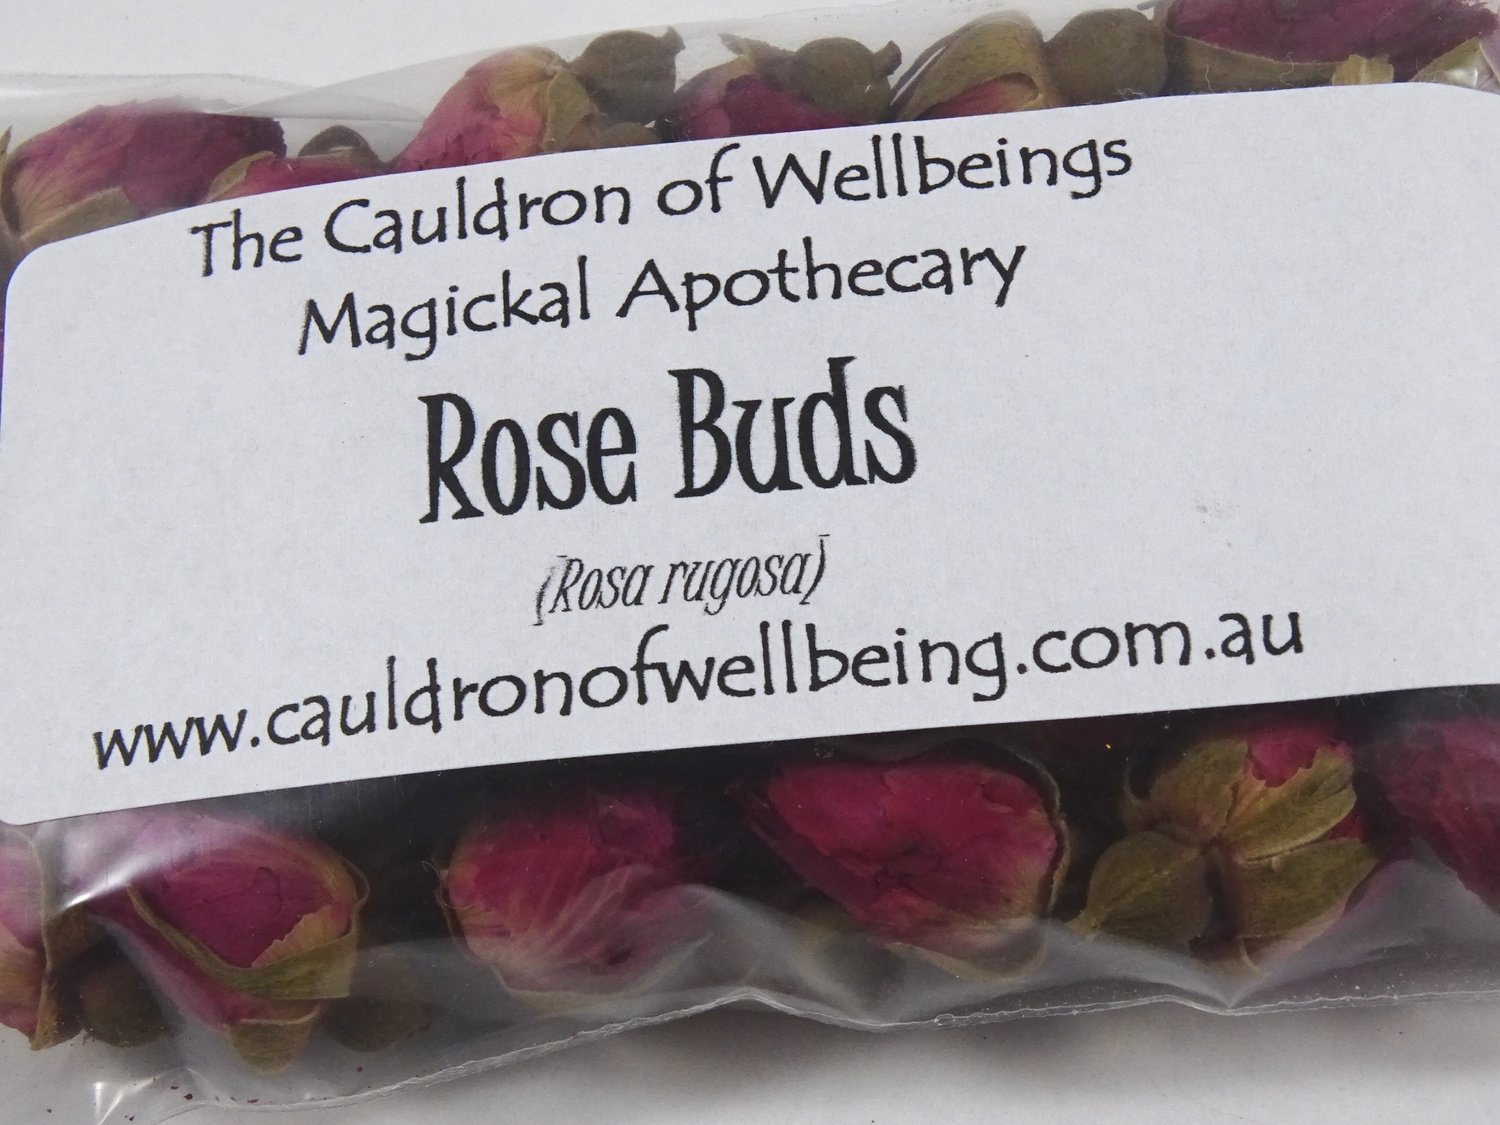 The Cauldron of Wellbeings
Magickal Apothecary
Rose Buds
(Rosa rugosa)
www.cauldronofwellbeing.com.au